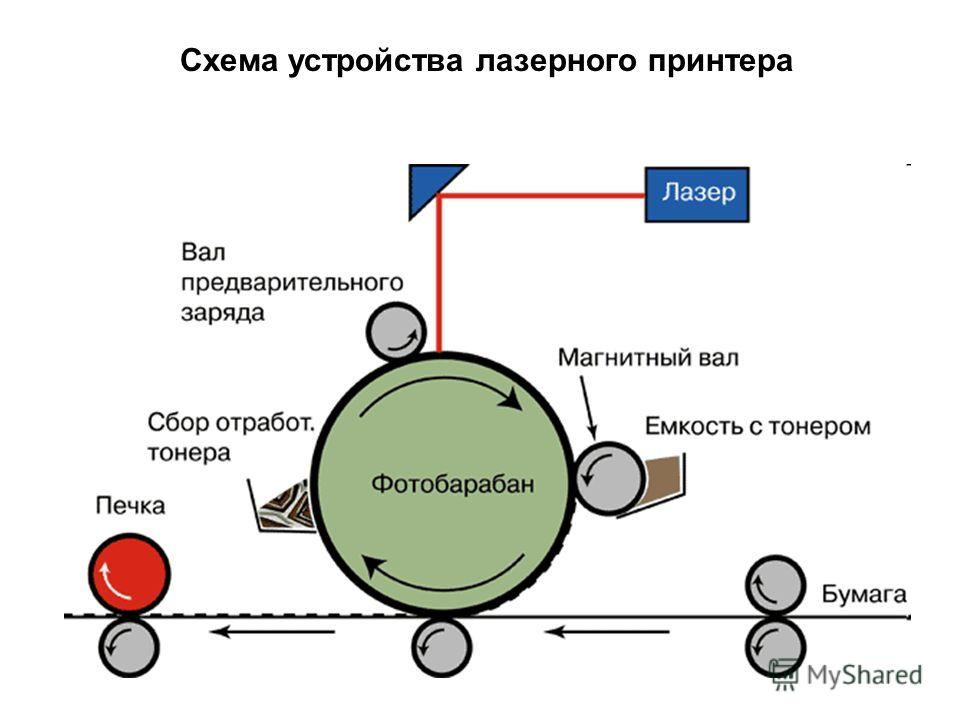 Схема устройства лазерного принтера
Лазер
Вал
предварительного
заряда
Магнитный вал
Сбор отработ.
тонера
Емкость с тонером
Фотобарабан
Печка
Бумага
MyShared